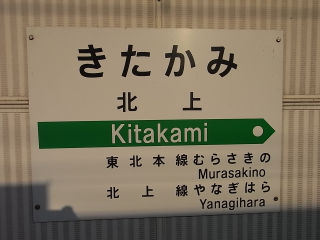 きたかみ
北上
Kitakami
東北本線むらさきの
Murasakino
北上線やなぎはら
Yanagihara